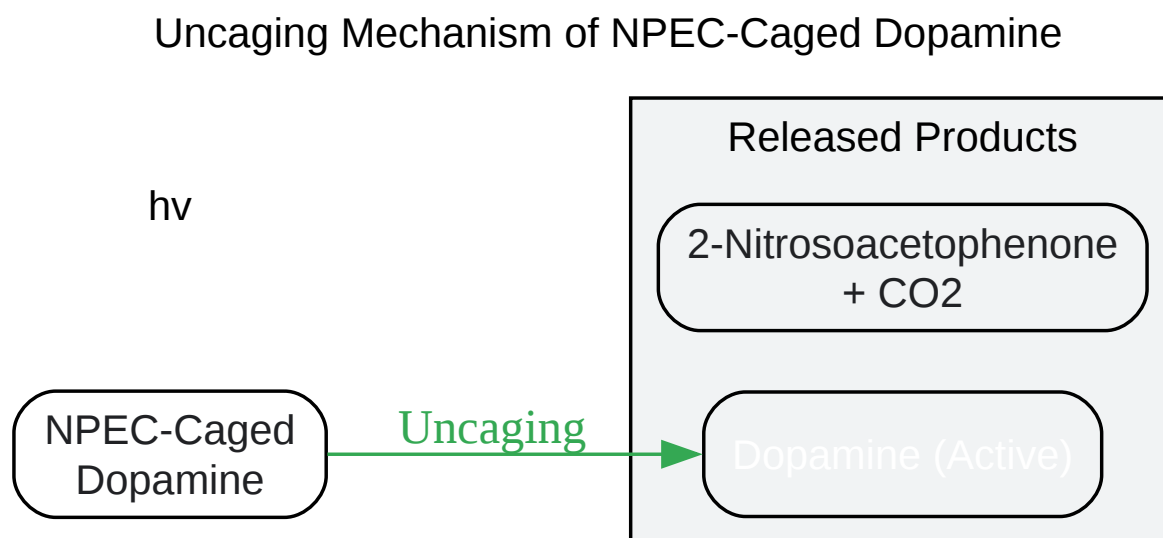 Uncaging Mechanism of NPEC-Caged Dopamine
Released Products
hv
2-Nitrosoacetophenone
+ CO2
NPEC-Caged
Dopamine
Uncaging
Dopamine (Active)